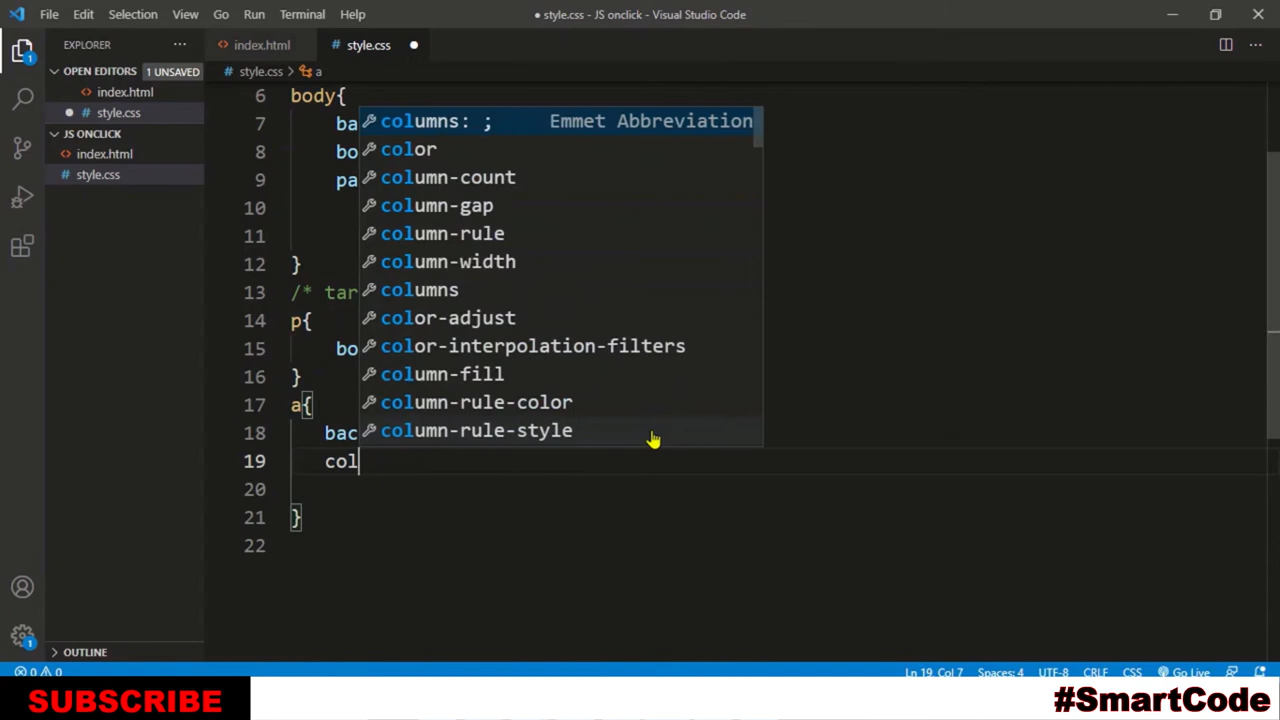 File Edit Selection View Go Run Terminal Help ● style.css - JS onclick - Visual Studio Code
EXPLORER ··· <> index.html # style.css ●
OPEN EDITORS 1 UNSAVED # style.css > a
<> index.html
● # style.css
JS ONCLICK
<> index.html
# style.css
OUTLINE
6 body{
7 ba
8 bo
9 pa
10
11
12 }
13 /* tar
14 p{
15 bo
16 }
17 a{
18 bac
19 col
20
21 }
22
columns: ; Emmet Abbreviation
color
column-count
column-gap
column-rule
column-width
columns
color-adjust
color-interpolation-filters
column-fill
column-rule-color
column-rule-style
1
1
0 0 Ln 19, Col 7 Spaces: 4 UTF-8 CRLF CSS Go Live
SUBSCRIBE #SmartCode